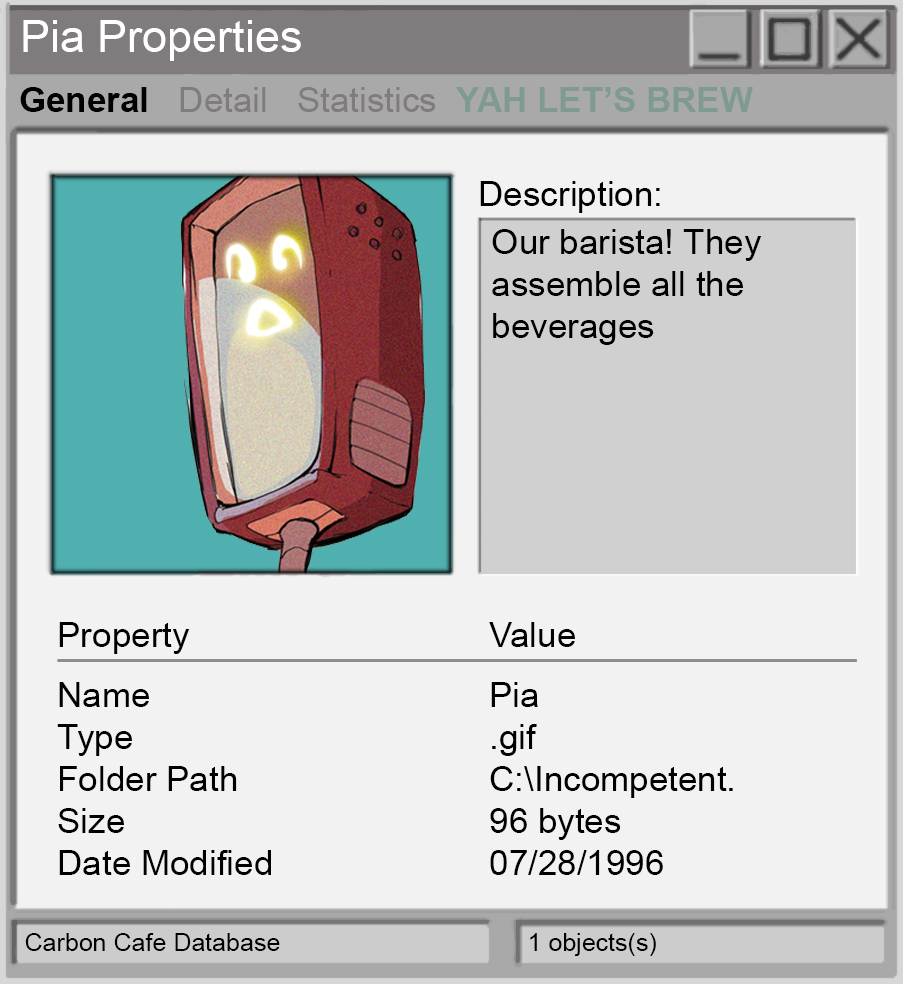 Pia Properties
General Detail Statistics YAH LET'S BREW
Description:
Our barista! They
assemble all the
beverages
Property Value
Name Pia
Type .gif
Folder Path C:\Incompetent.
Size 96 bytes
Date Modified 07/28/1996
Carbon Cafe Database 1 objects(s)